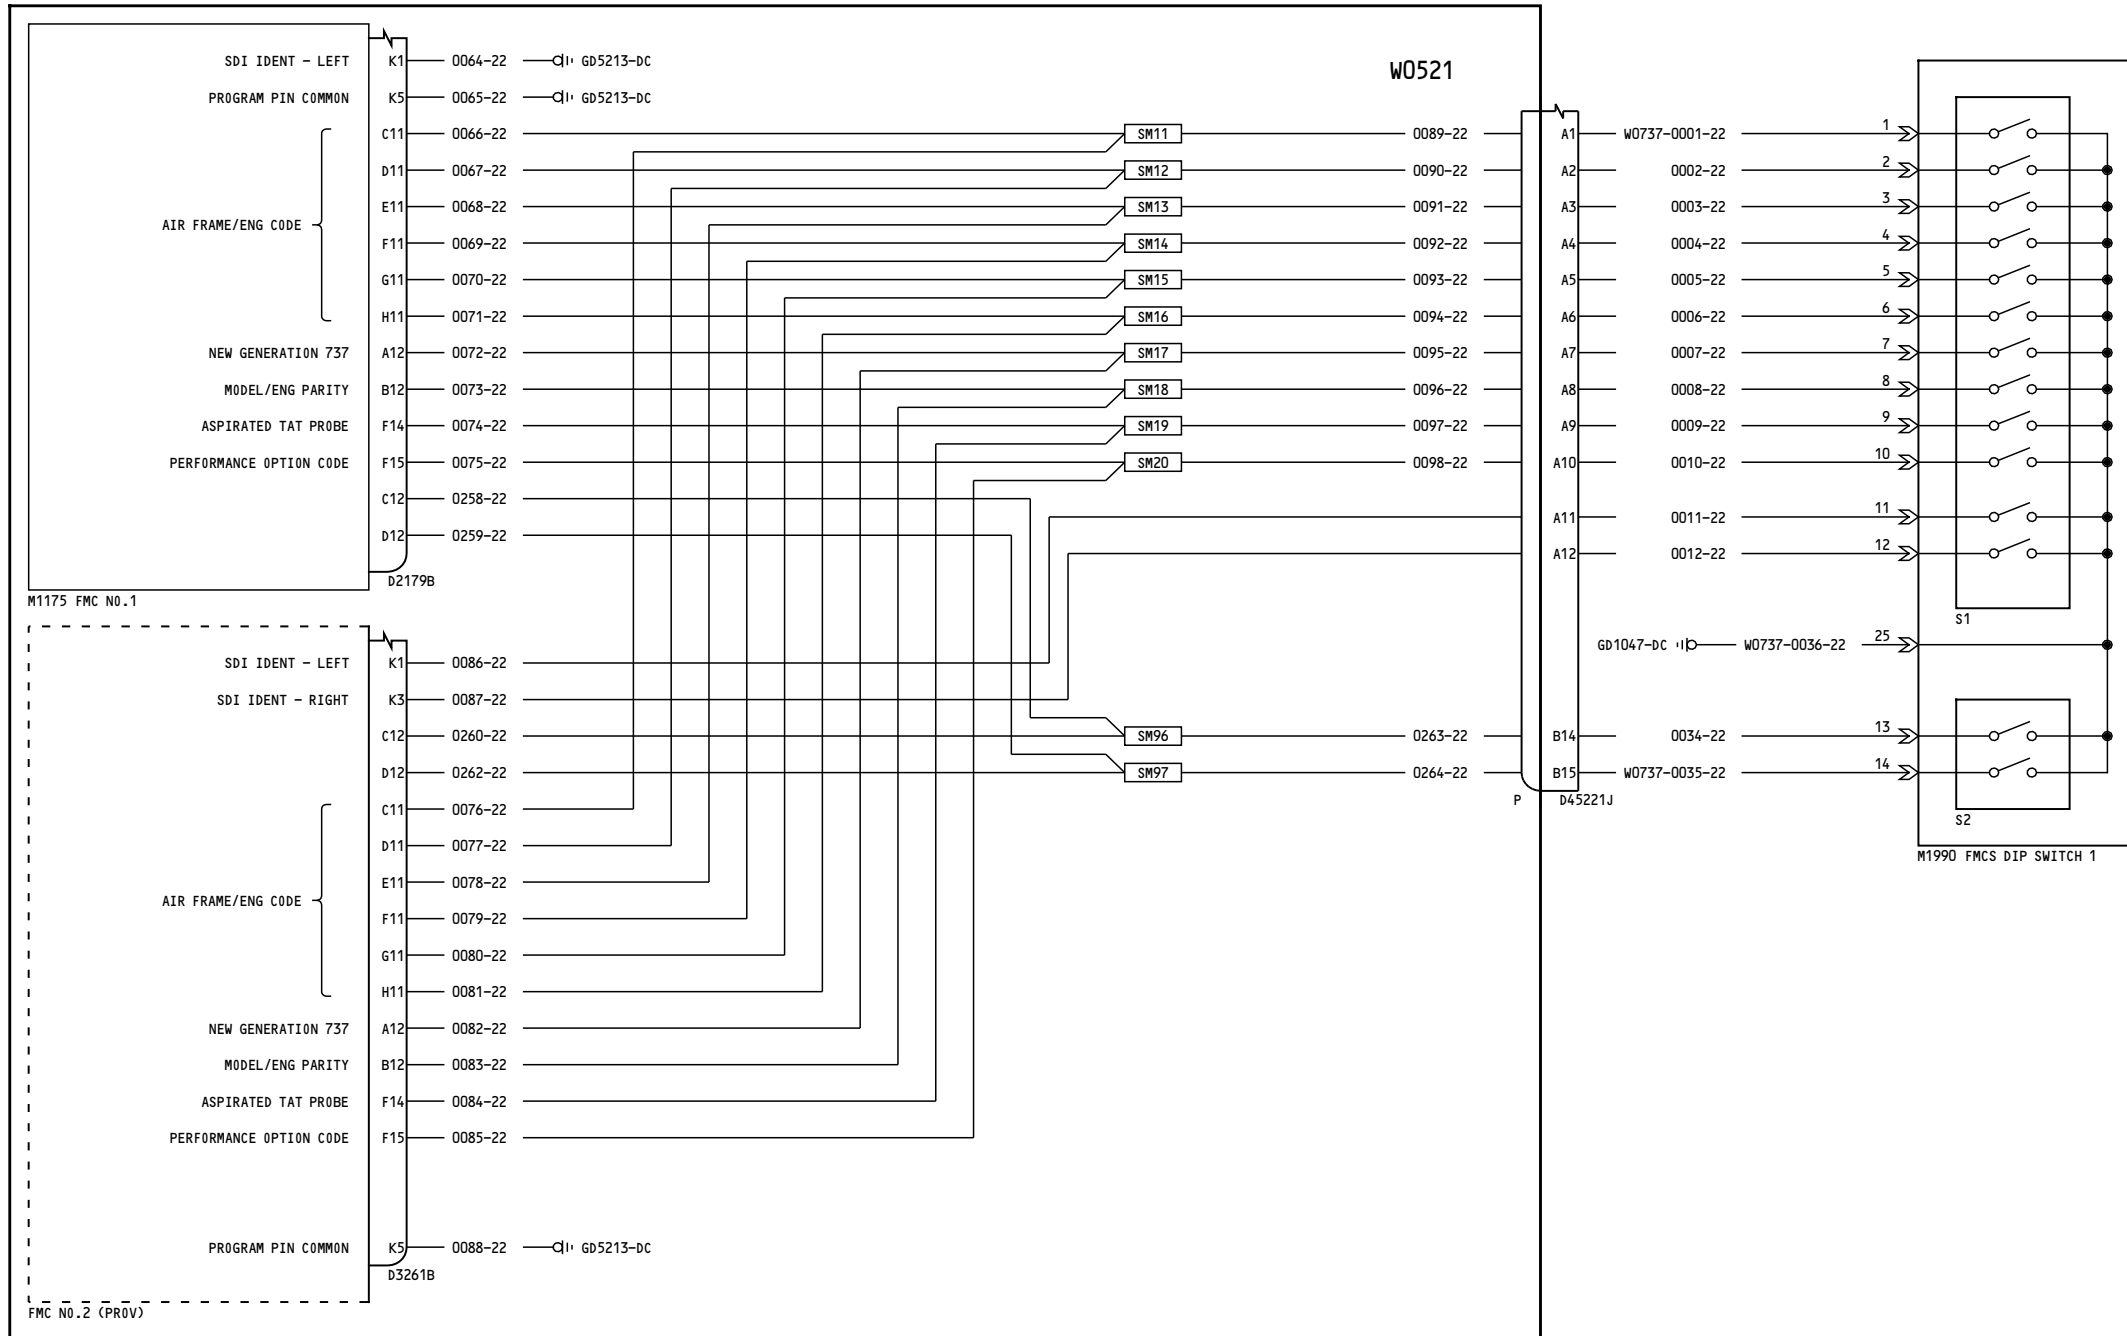 W0521
SDI IDENT - LEFT K1 0064-22 GD5213-DC
PROGRAM PIN COMMON K5 0065-22 GD5213-DC
C11 0066-22 SM11 0089-22 A1 W0737-0001-22 1
D11 0067-22 SM12 0090-22 A2 0002-22 2
E11 0068-22 SM13 0091-22 A3 0003-22 3
AIR FRAME/ENG CODE
F11 0069-22 SM14 0092-22 A4 0004-22 4
G11 0070-22 SM15 0093-22 A5 0005-22 5
H11 0071-22 SM16 0094-22 A6 0006-22 6
NEW GENERATION 737 A12 0072-22 SM17 0095-22 A7 0007-22 7
MODEL/ENG PARITY B12 0073-22 SM18 0096-22 A8 0008-22 8
ASPIRATED TAT PROBE F14 0074-22 SM19 0097-22 A9 0009-22 9
PERFORMANCE OPTION CODE F15 0075-22 SM20 0098-22 A10 0010-22 10
C12 0258-22
A11 0011-22 11
D12 0259-22
A12 0012-22 12
D2179B
M1175 FMC NO.1
S1
GD1047-DC W0737-0036-22 25
SDI IDENT - LEFT K1 0086-22
SDI IDENT - RIGHT K3 0087-22
C12 0260-22 SM96 0263-22 B14 0034-22 13
D12 0262-22 SM97 0264-22 B15 W0737-0035-22 14
P D45221J
S2
M1990 FMCS DIP SWITCH 1
C11 0076-22
D11 0077-22
E11 0078-22
AIR FRAME/ENG CODE
F11 0079-22
G11 0080-22
H11 0081-22
NEW GENERATION 737 A12 0082-22
MODEL/ENG PARITY B12 0083-22
ASPIRATED TAT PROBE F14 0084-22
PERFORMANCE OPTION CODE F15 0085-22
PROGRAM PIN COMMON K5 0088-22 GD5213-DC
D3261B
FMC NO.2 (PROV)